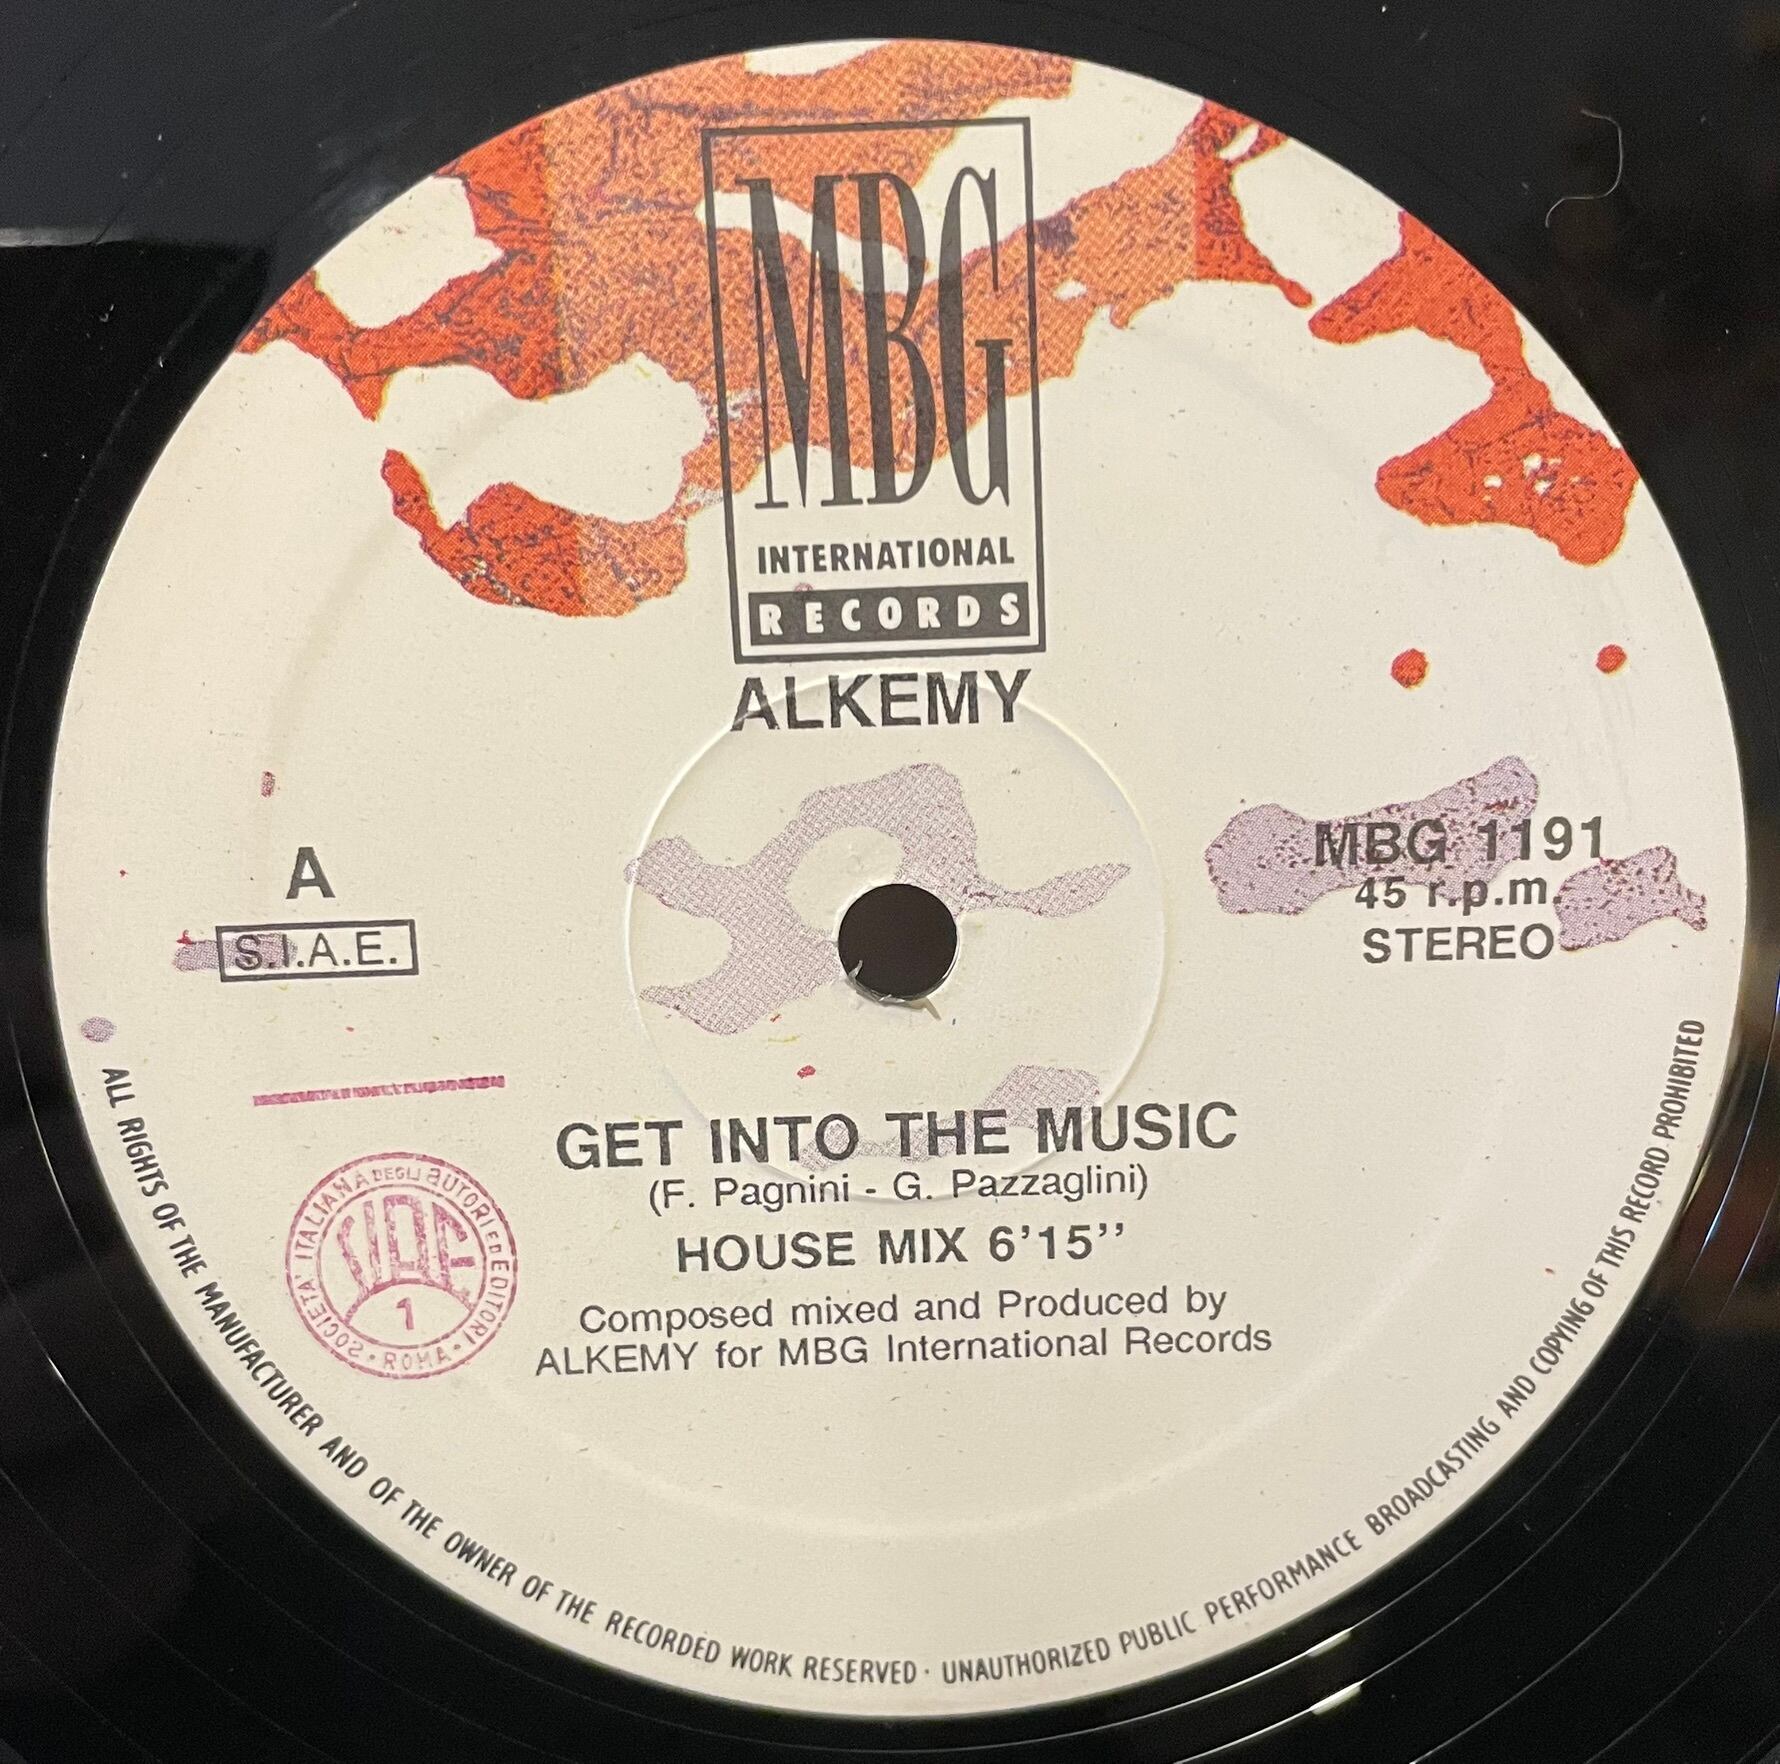 MBG
INTERNATIONAL
RECORDS
ALKEMY
A
S.I.A.E.
MBG 1191
45 r.p.m.
STEREO
GET INTO THE MUSIC
(F. Pagnini - G. Pazzaglini)
HOUSE MIX 6'15''
Composed mixed and Produced by
ALKEMY for MBG International Records
SOCIETA' ITALIANA DEGLI AUTORI ED EDITORI · ROMA ·
SIAE
1
ALL RIGHTS OF THE MANUFACTURER AND OF THE OWNER OF THE RECORDED WORK RESERVED · UNAUTHORIZED PUBLIC PERFORMANCE BROADCASTING AND COPYING OF THIS RECORD PROHIBITED